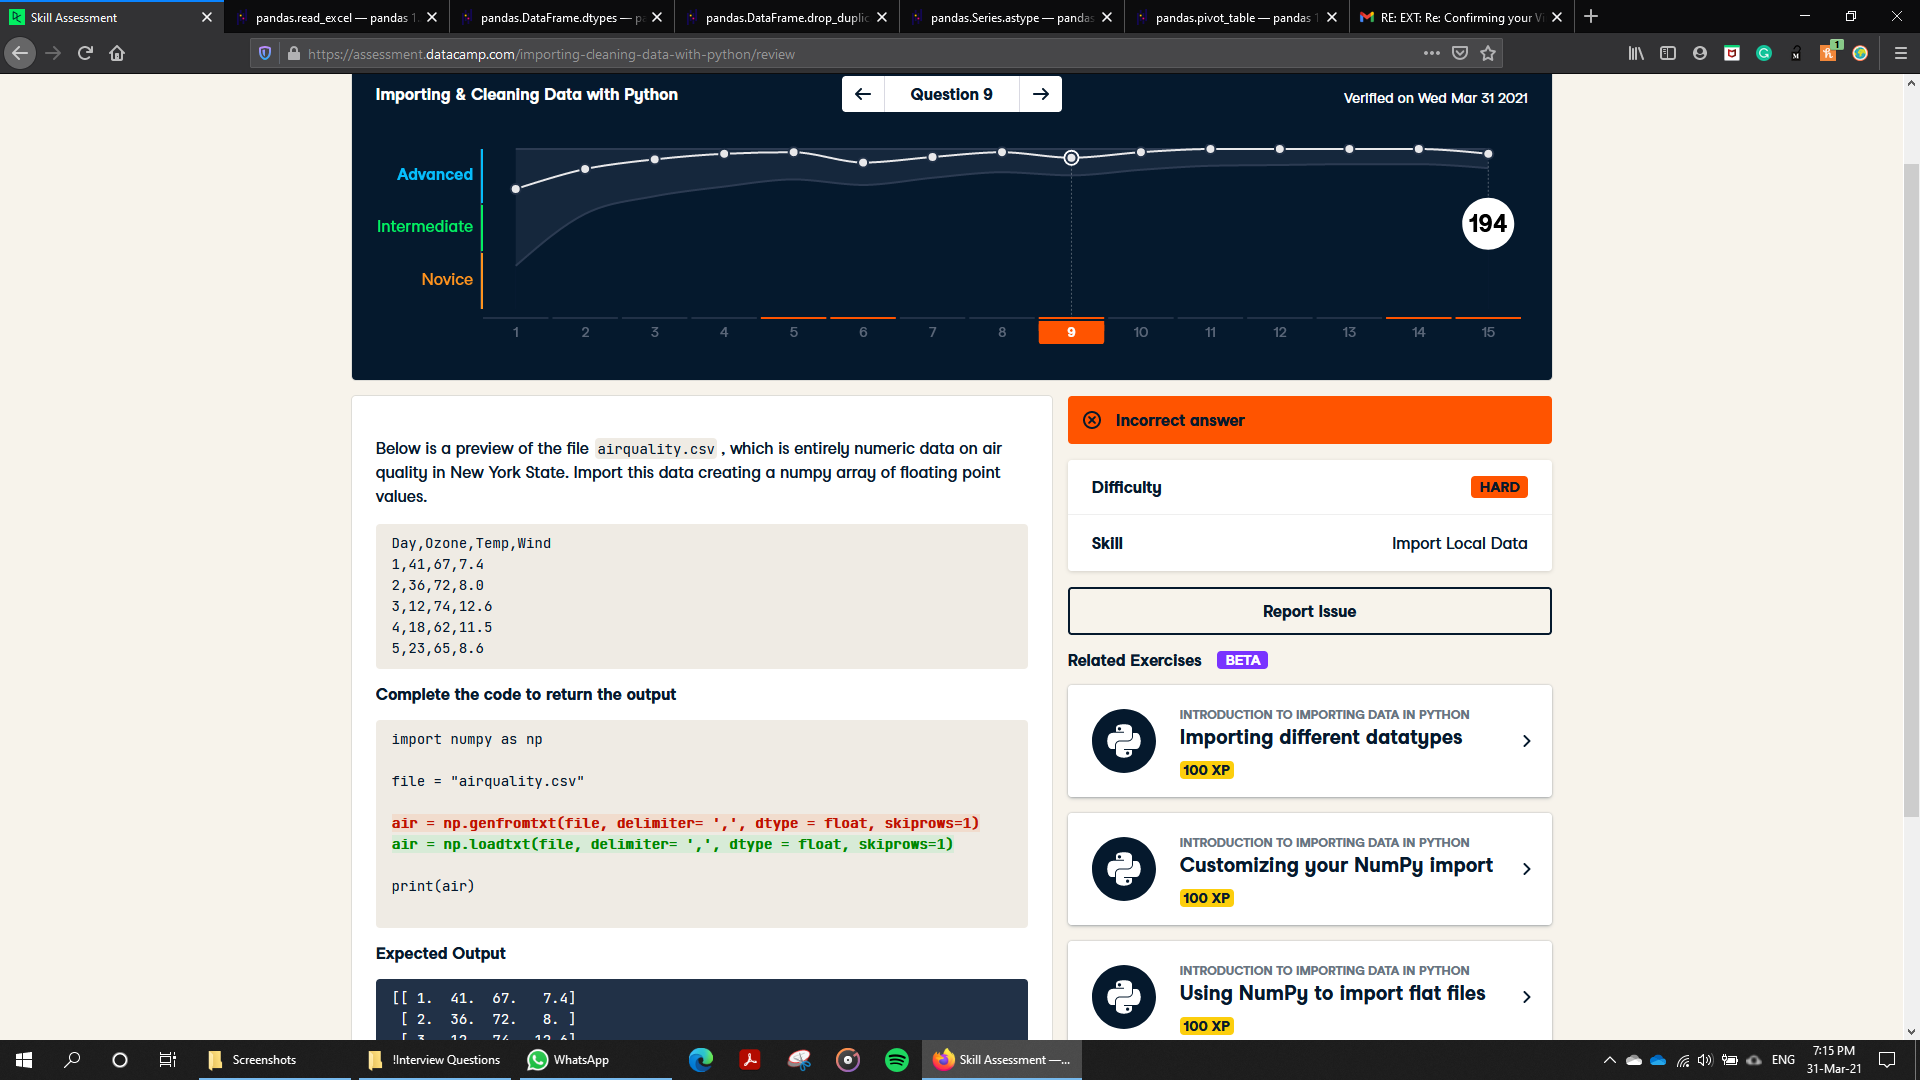 Skill Assessment
pandas.read_excel — pandas 1.
pandas.DataFrame.dtypes — p
pandas.DataFrame.drop_duplic
pandas.Series.astype — pandas
pandas.pivot_table — pandas 1
RE: EXT: Re: Confirming your Vi
https://assessment.datacamp.com/importing-cleaning-data-with-python/review
1
Importing & Cleaning Data with Python
Question 9
Verified on Wed Mar 31 2021
Advanced
Intermediate
Novice
194
1 2 3 4 5 6 7 8 9 10 11 12 13 14 15
Below is a preview of the file airquality.csv , which is entirely numeric data on air
quality in New York State. Import this data creating a numpy array of floating point
values.
Day,Ozone,Temp,Wind
1,41,67,7.4
2,36,72,8.0
3,12,74,12.6
4,18,62,11.5
5,23,65,8.6
Complete the code to return the output
import numpy as np
file = "airquality.csv"
air = np.genfromtxt(file, delimiter= ',', dtype = float, skiprows=1)
air = np.loadtxt(file, delimiter= ',', dtype = float, skiprows=1)
print(air)
Expected Output
[[ 1. 41. 67. 7.4]
[ 2. 36. 72. 8. ]
[ 3. 12. 74. 12.6]
Incorrect answer
Difficulty
HARD
Skill
Import Local Data
Report Issue
Related Exercises
BETA
INTRODUCTION TO IMPORTING DATA IN PYTHON
Importing different datatypes
100 XP
INTRODUCTION TO IMPORTING DATA IN PYTHON
Customizing your NumPy import
100 XP
INTRODUCTION TO IMPORTING DATA IN PYTHON
Using NumPy to import flat files
100 XP
Screenshots
!Interview Questions
WhatsApp
Skill Assessment —...
ENG
7:15 PM
31-Mar-21